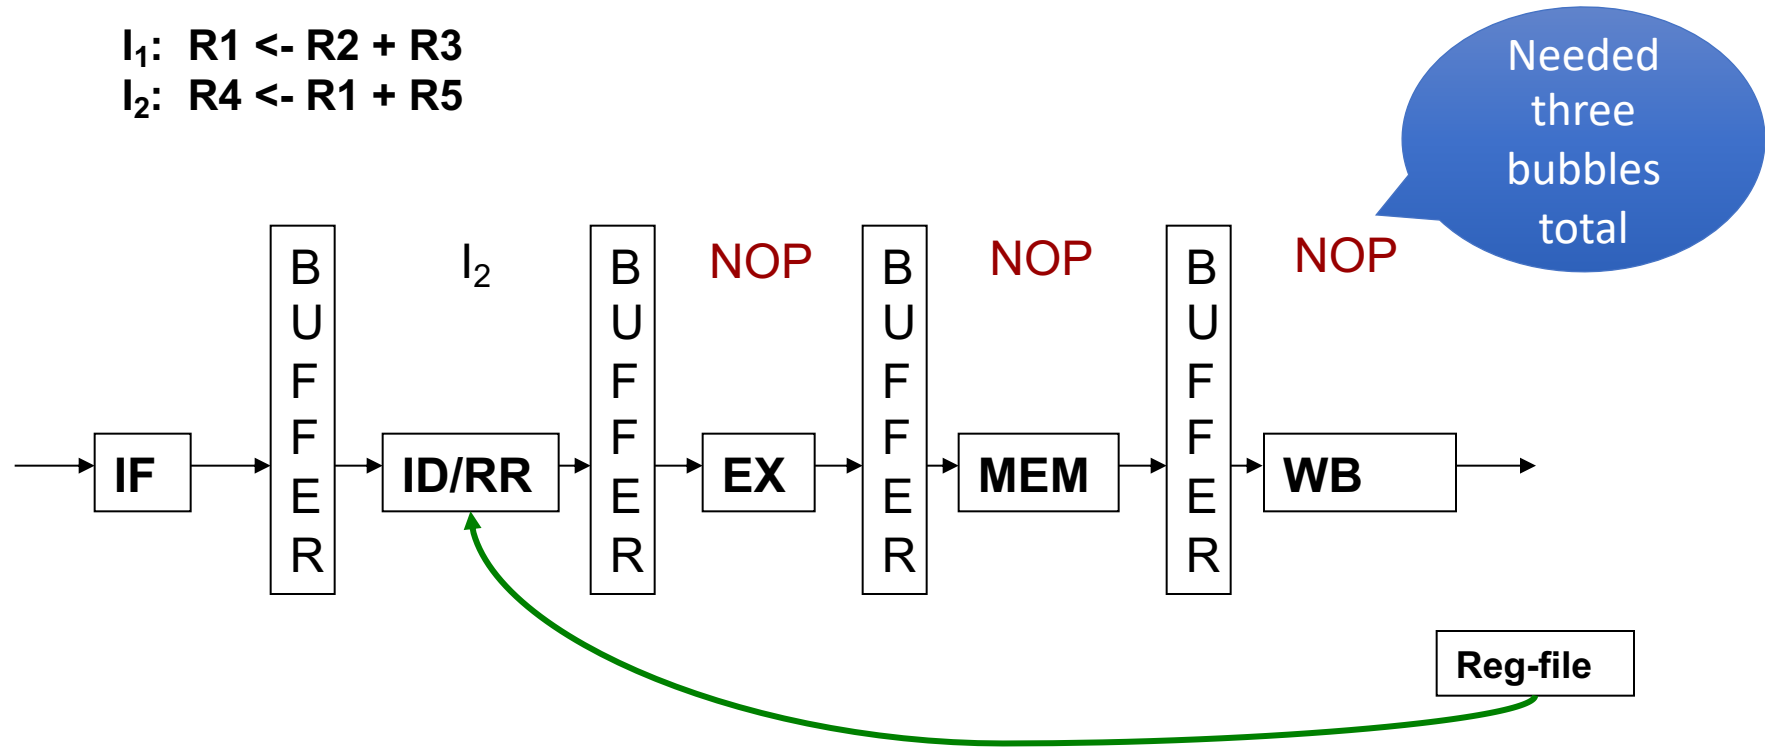 I₁: R1 <- R2 + R3
I₂: R4 <- R1 + R5
Needed
three
bubbles
total
I₂
NOP
NOP
NOP
B
U
F
F
E
R
B
U
F
F
E
R
B
U
F
F
E
R
B
U
F
F
E
R
IF
ID/RR
EX
MEM
WB
Reg-file